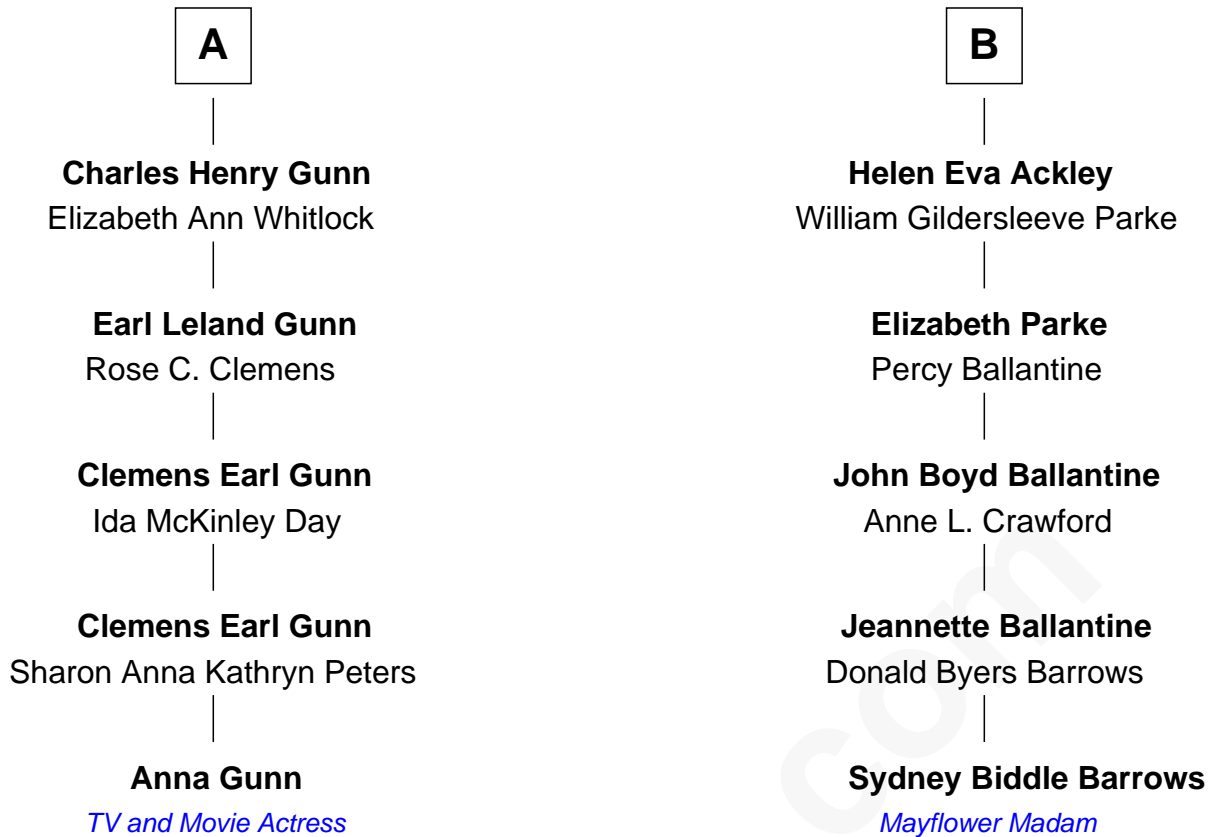 A
Charles Henry Gunn
Elizabeth Ann Whitlock
Earl Leland Gunn
Rose C. Clemens
Clemens Earl Gunn
Ida McKinley Day
Clemens Earl Gunn
Sharon Anna Kathryn Peters
Anna Gunn
TV and Movie Actress
B
Helen Eva Ackley
William Gildersleeve Parke
Elizabeth Parke
Percy Ballantine
John Boyd Ballantine
Anne L. Crawford
Jeannette Ballantine
Donald Byers Barrows
Sydney Biddle Barrows
Mayflower Madam
com